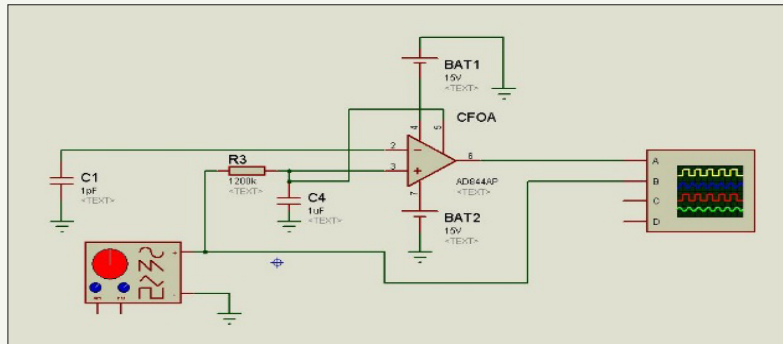 BAT1
15V
<TEXT>
CFOA
4
5
2
3
6
7
AD844AP
<TEXT>
R3
1200k
<TEXT>
C1
1pF
<TEXT>
C4
1uF
<TEXT>
BAT2
15V
<TEXT>
A
B
C
D
+
-